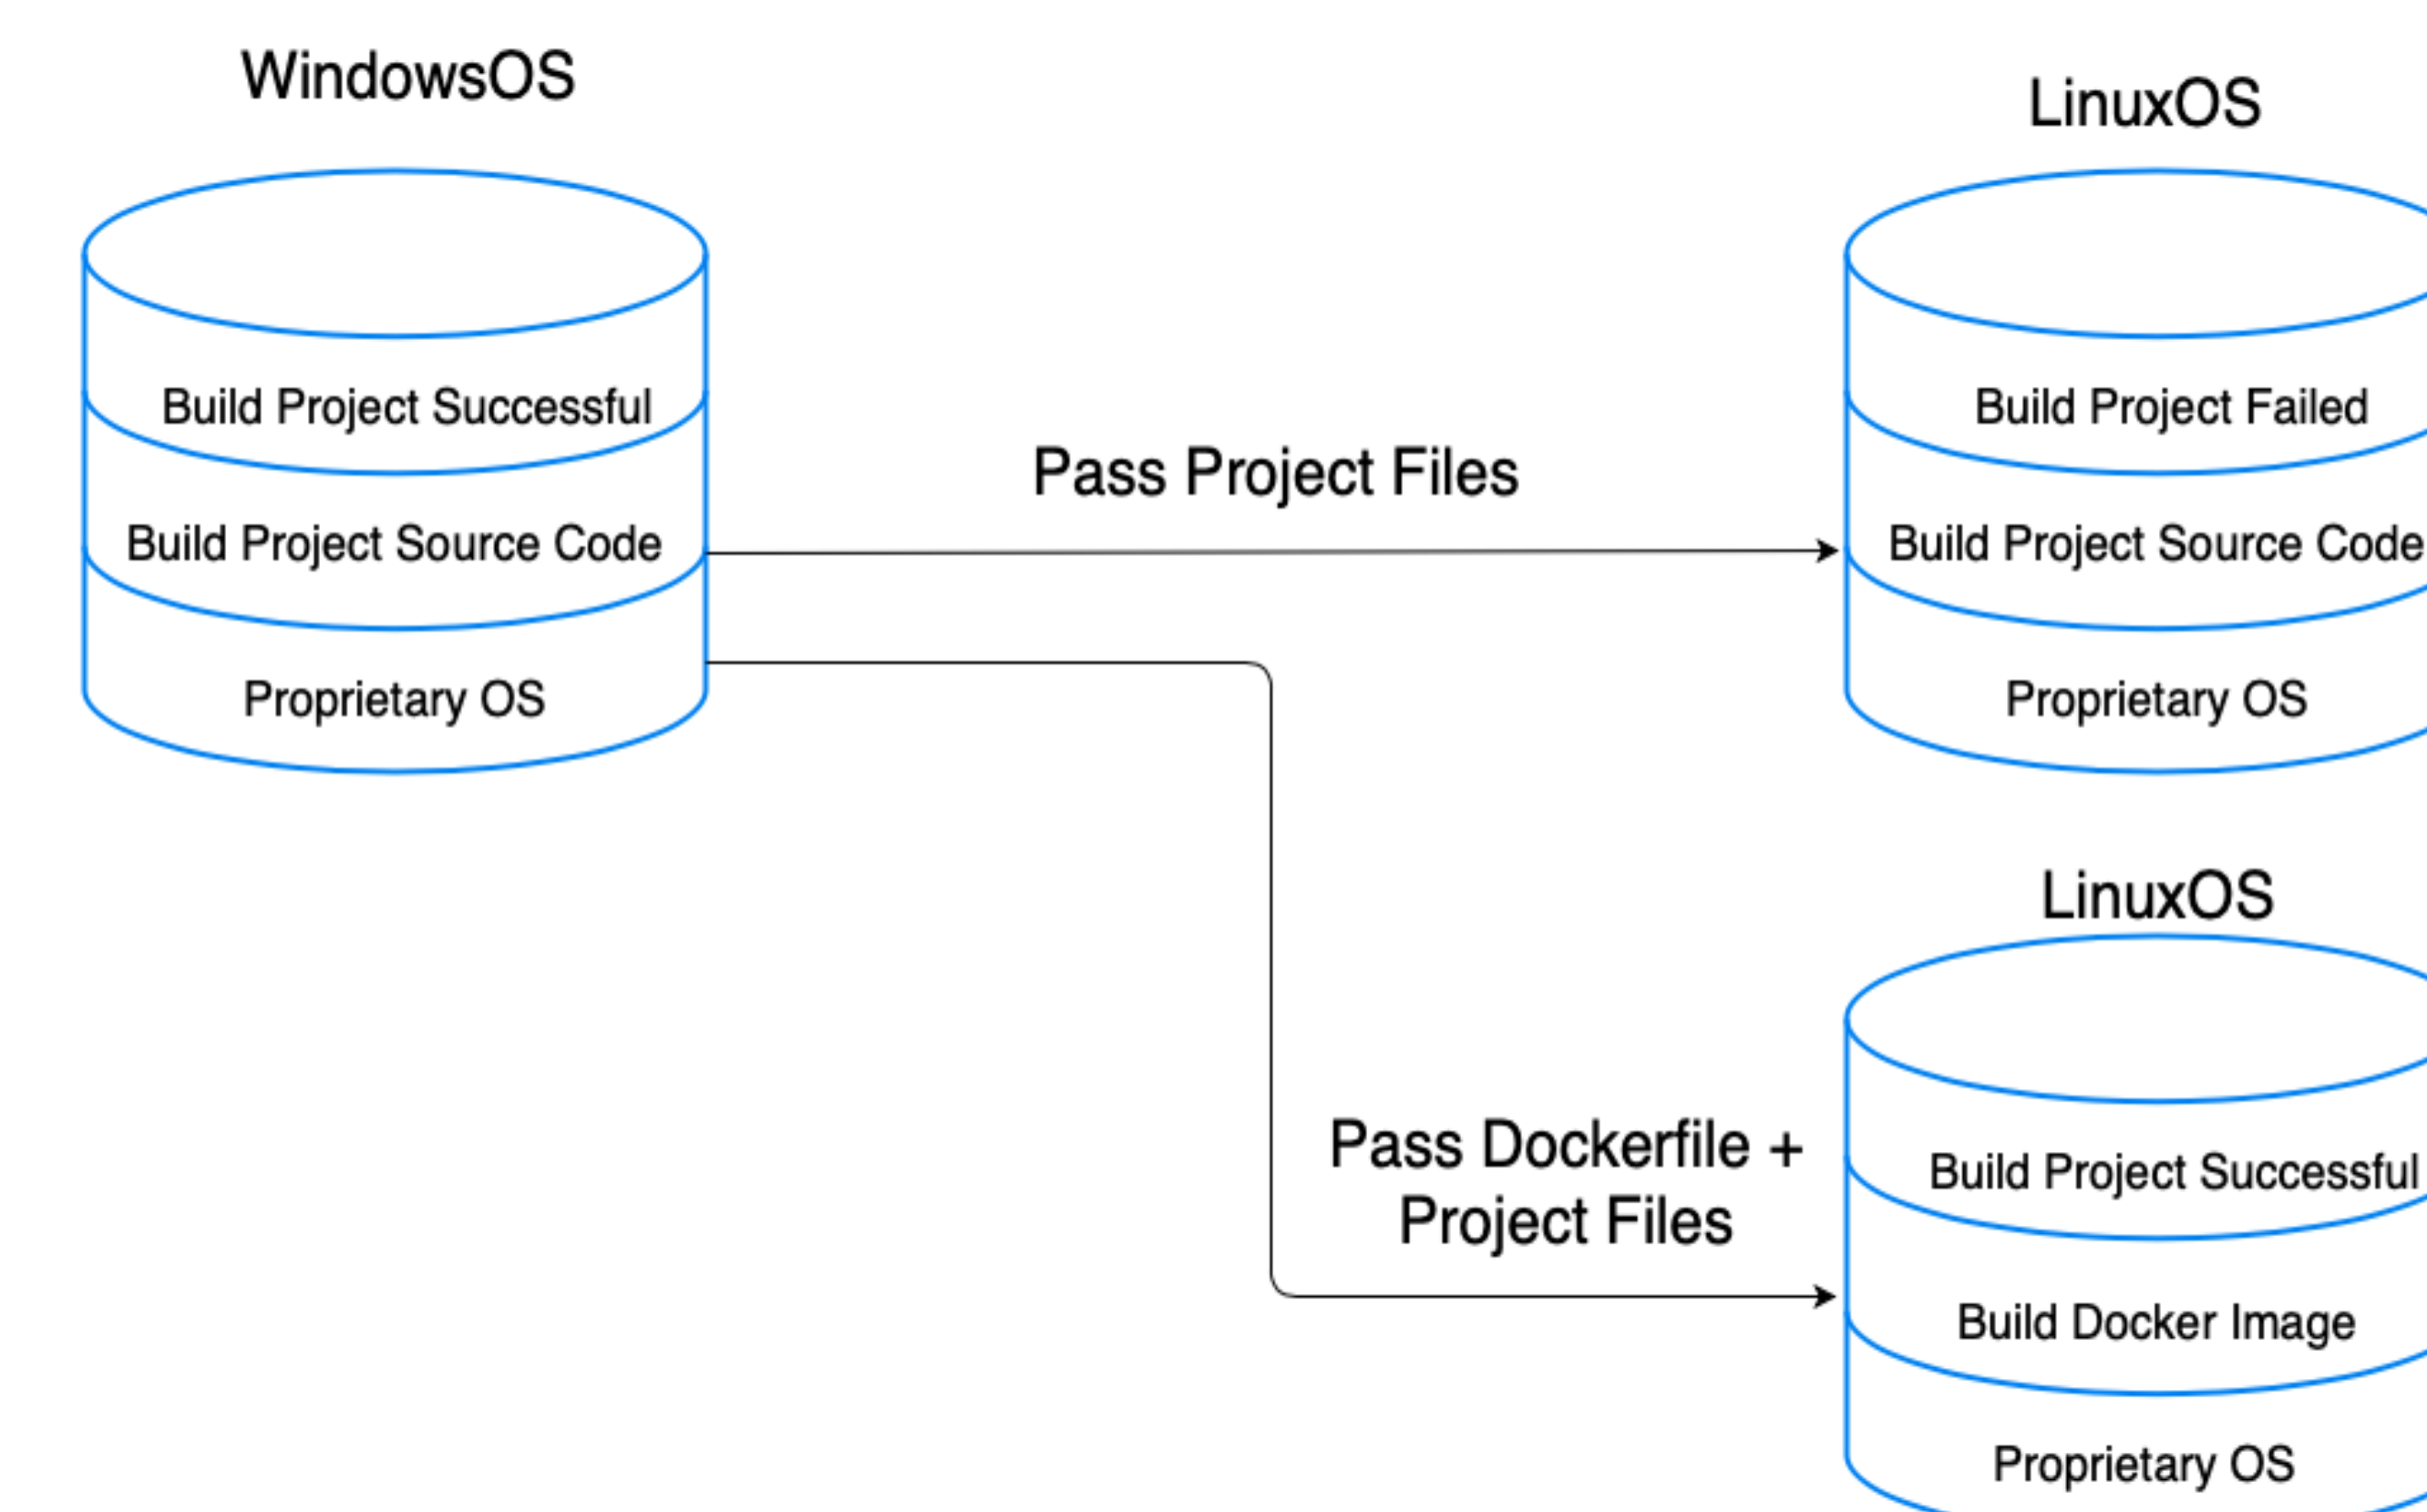 WindowsOS
LinuxOS
Build Project Successful
Build Project Failed
Pass Project Files
Build Project Source Code
Build Project Source Code
Proprietary OS
Proprietary OS
LinuxOS
Pass Dockerfile +
Project Files
Build Project Successful
Build Docker Image
Proprietary OS